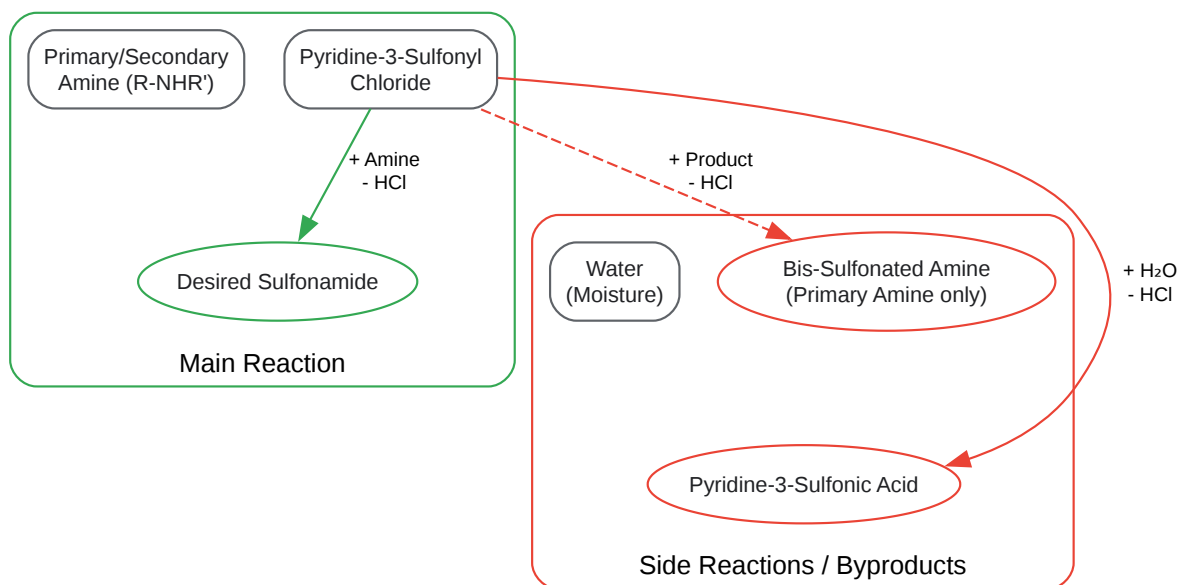 Primary/Secondary
Amine (R-NHR')
Pyridine-3-Sulfonyl
Chloride
+ Amine
- HCl
+ Product
- HCl
Desired Sulfonamide
Main Reaction
Water
(Moisture)
Bis-Sulfonated Amine
(Primary Amine only)
+ H₂O
- HCl
Pyridine-3-Sulfonic Acid
Side Reactions / Byproducts